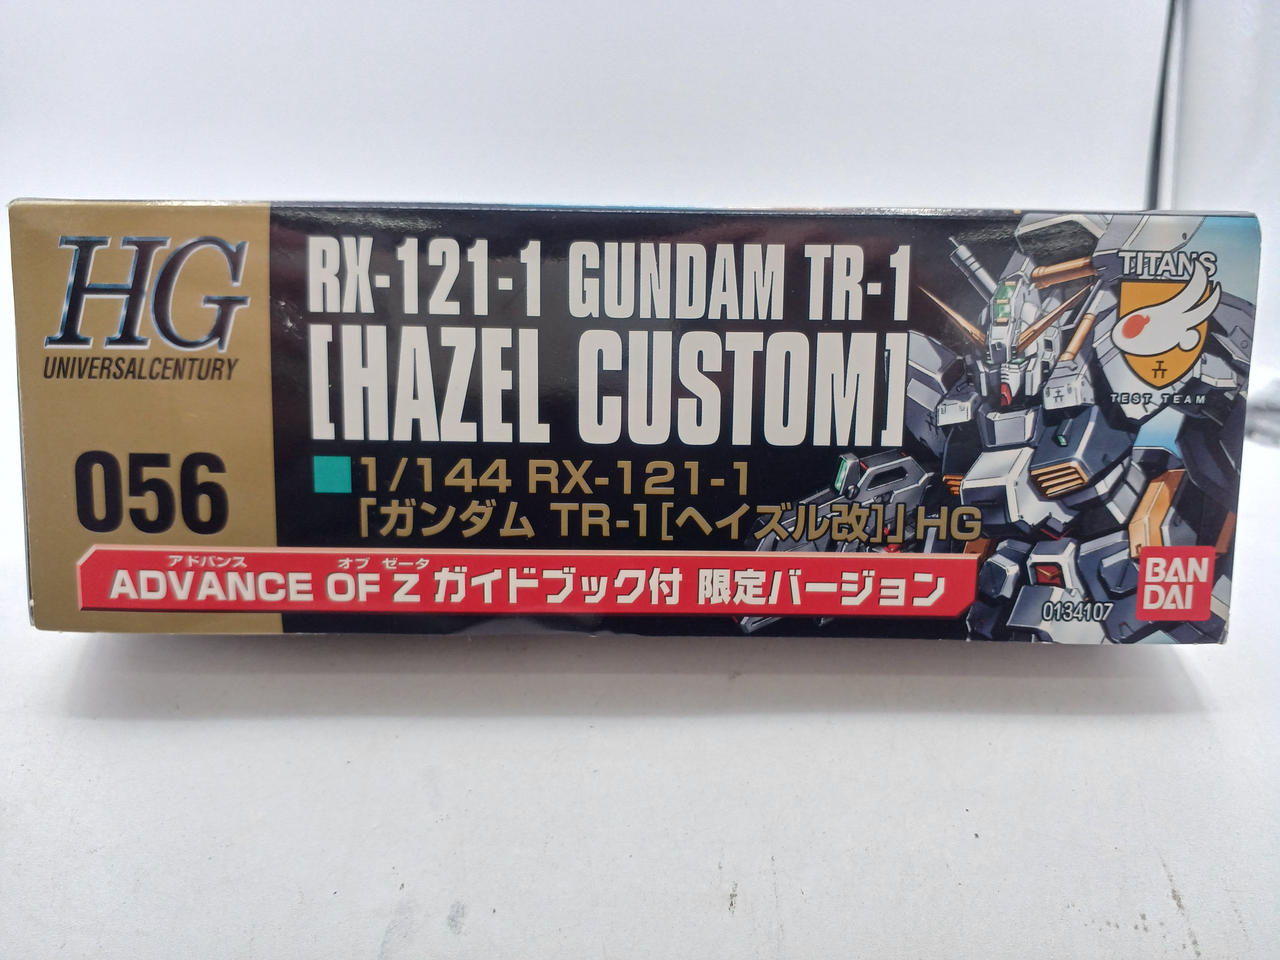 HG
UNIVERSALCENTURY
056
RX-121-1 GUNDAM TR-1
[HAZEL CUSTOM]
1/144 RX-121-1
「ガンダム TR-1[ヘイズル改]」HG
アドバンス オブ ゼータ
ADVANCE OF Z ガイドブック付 限定バージョン
TITANS
TEST TEAM
0134107
BAN
DAI